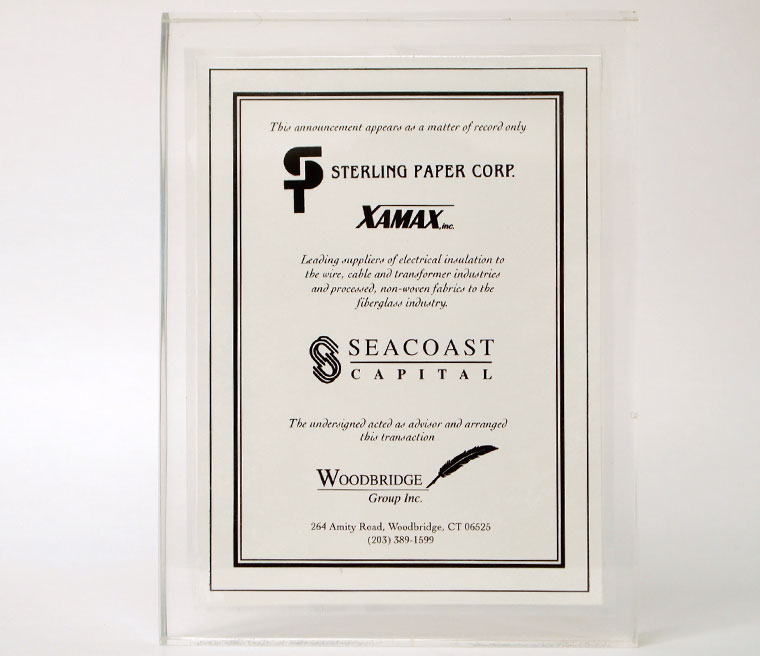 This announcement appears as a matter of record only
STERLING PAPER CORP.
XAMAX, inc.
Leading suppliers of electrical insulation to
the wire, cable and transformer industries
and processed, non-woven fabrics to the
fiberglass industry.
SEACOAST
CAPITAL
The undersigned acted as advisor and arranged
this transaction
WOODBRIDGE
Group Inc.
264 Amity Road, Woodbridge, CT 06525
(203) 389-1599